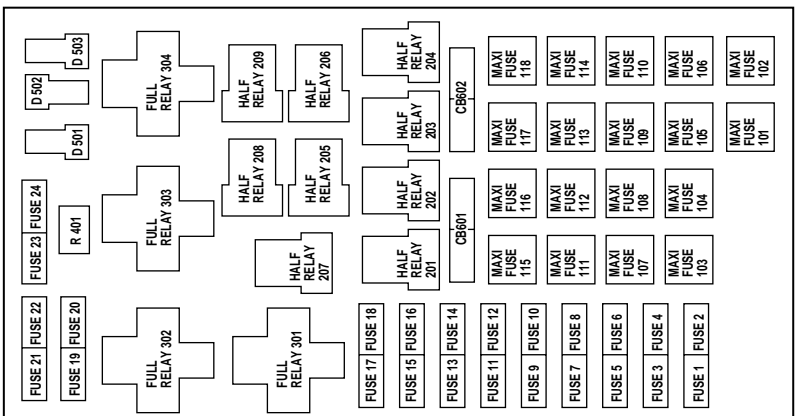 D 503
D 502
D 501
FULL
RELAY 304
HALF
RELAY 209
HALF
RELAY 206
HALF
RELAY
204
HALF
RELAY
203
CB602
MAXI
FUSE
118
MAXI
FUSE
114
MAXI
FUSE
110
MAXI
FUSE
106
MAXI
FUSE
102
MAXI
FUSE
117
MAXI
FUSE
113
MAXI
FUSE
109
MAXI
FUSE
105
MAXI
FUSE
101
FUSE 24
FUSE 23
R 401
FULL
RELAY 303
HALF
RELAY 208
HALF
RELAY 205
HALF
RELAY
202
HALF
RELAY
201
HALF
RELAY
207
CB601
MAXI
FUSE
116
MAXI
FUSE
112
MAXI
FUSE
108
MAXI
FUSE
104
MAXI
FUSE
115
MAXI
FUSE
111
MAXI
FUSE
107
MAXI
FUSE
103
FUSE 22
FUSE 21
FUSE 20
FUSE 19
FULL
RELAY 302
FULL
RELAY 301
FUSE 18
FUSE 17
FUSE 16
FUSE 15
FUSE 14
FUSE 13
FUSE 12
FUSE 11
FUSE 10
FUSE 9
FUSE 8
FUSE 7
FUSE 6
FUSE 5
FUSE 4
FUSE 3
FUSE 2
FUSE 1